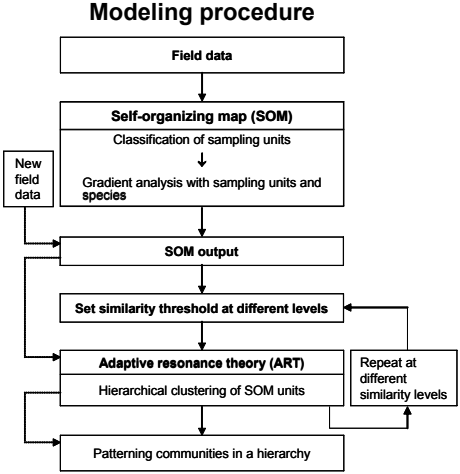 Modeling procedure
Field data
Self-organizing map (SOM)
Classification of sampling units
Gradient analysis with sampling units and
species
New
field
data
SOM output
Set similarity threshold at different levels
Adaptive resonance theory (ART)
Hierarchical clustering of SOM units
Repeat at
different
similarity levels
Patterning communities in a hierarchy